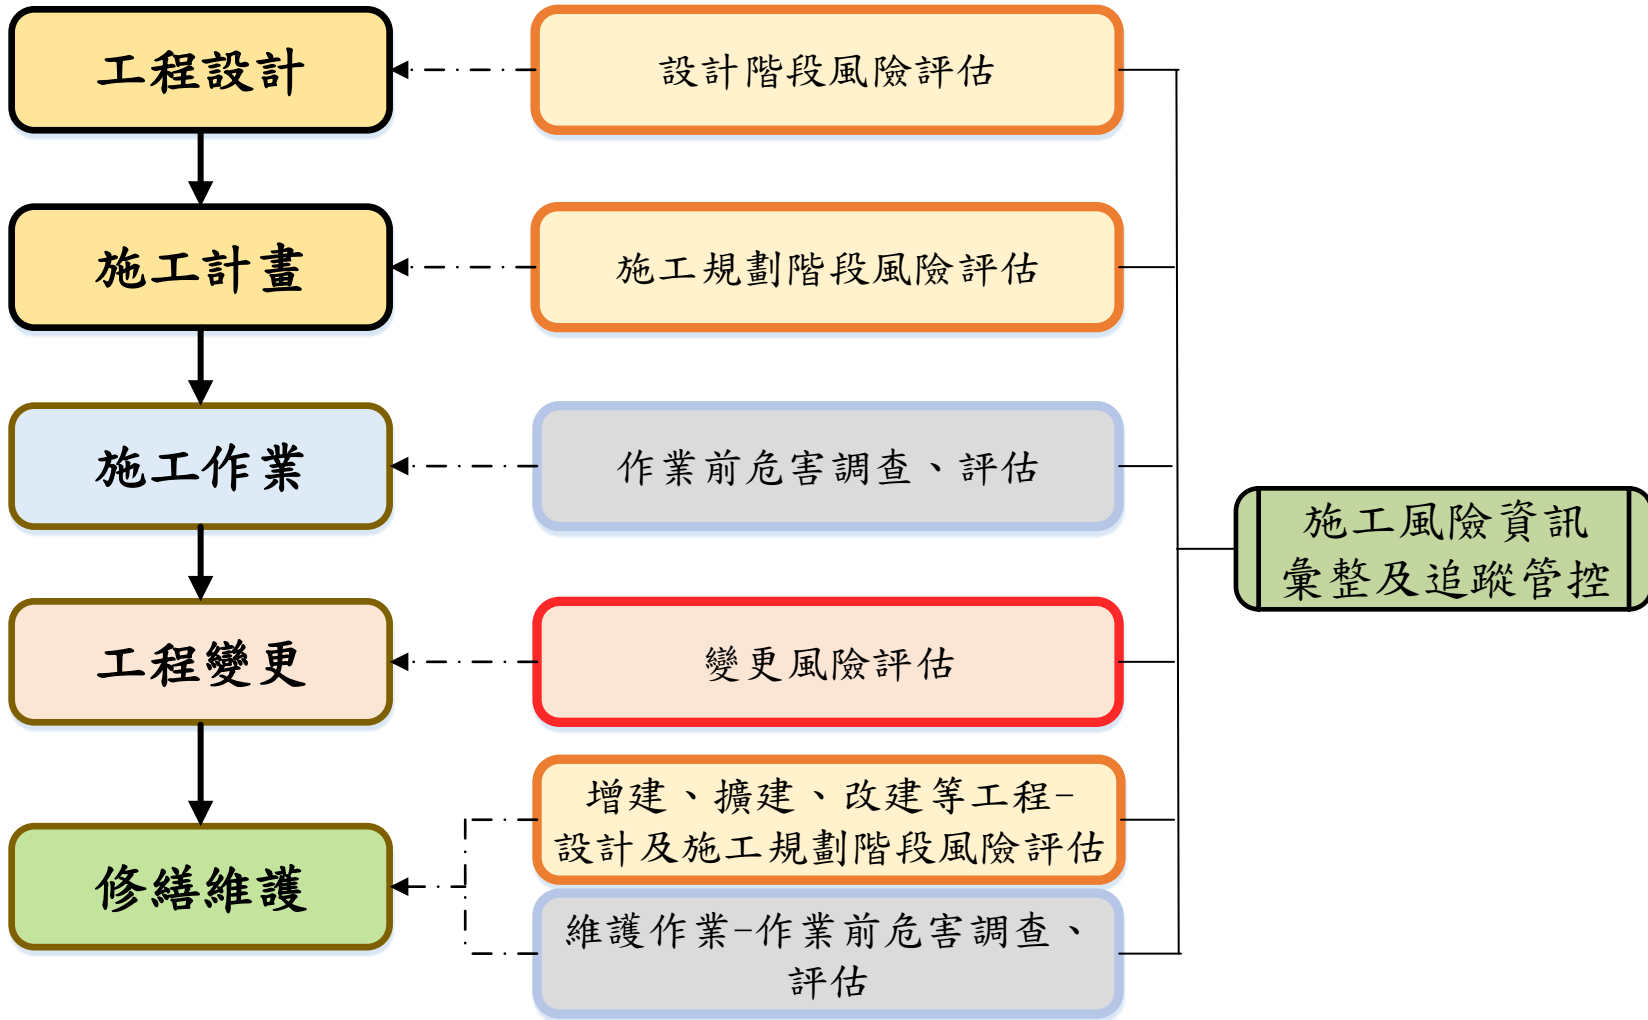 工程設計
設計階段風險評估
施工計畫
施工規劃階段風險評估
施工作業
作業前危害調查、評估
施工風險資訊
彙整及追蹤管控
工程變更
變更風險評估
修繕維護
增建、擴建、改建等工程-
設計及施工規劃階段風險評估
維護作業-作業前危害調查、
評估